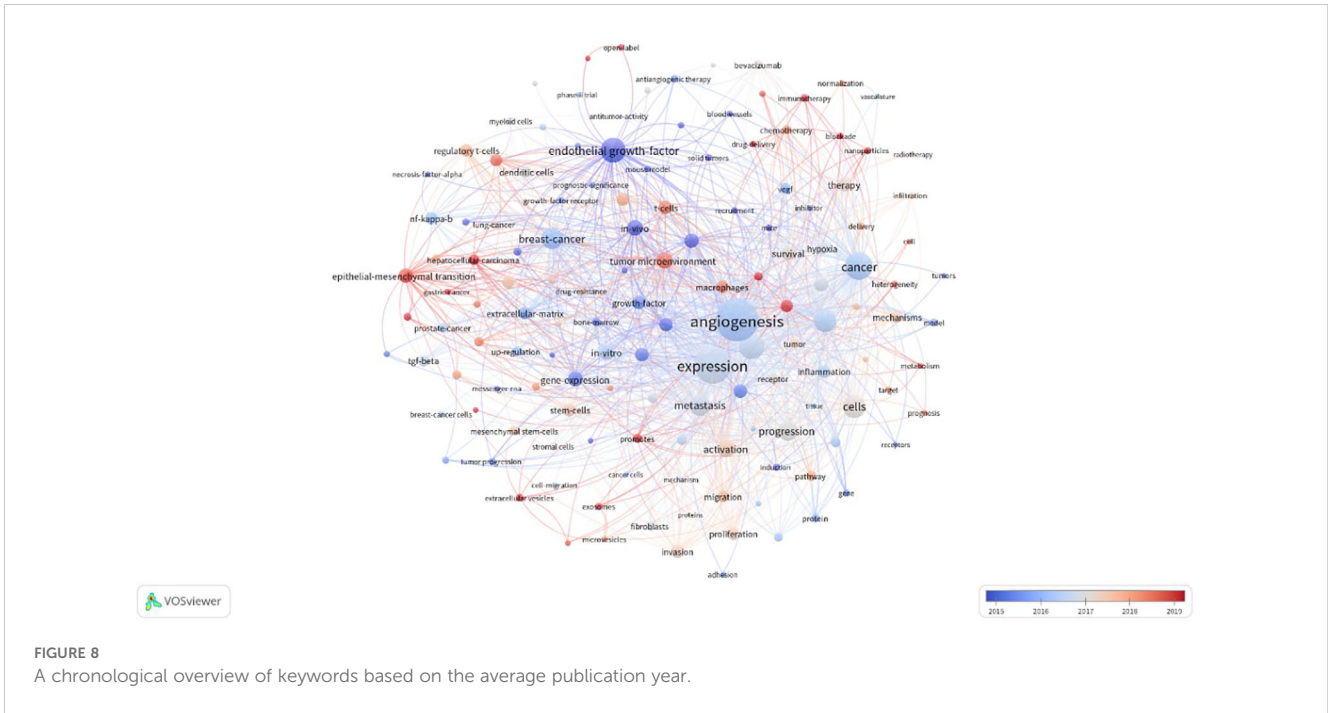 open-label
bevacizumab
antiangiogenic therapy
normalization
phase-ii trial
immunotherapy
vasculature
antitumor-activity
blood-vessels
myeloid cells
chemotherapy
blockade
drug-delivery
endothelial growth-factor
regulatory t-cells
nanoparticles
radiotherapy
solid tumors
mouse model
dendritic cells
necrosis-factor-alpha
prognostic-significance
vegf
therapy
growth-factor receptor
infiltration
t-cells
recruitment
inhibitor
nf-kappa-b
lung-cancer
in-vivo
mice
delivery
breast-cancer
cell
survival
hypoxia
hepatocellular-carcinoma
tumor microenvironment
cancer
epithelial-mesenchymal transition
tumors
heterogeneity
gastric-cancer
drug-resistance
macrophages
growth-factor
extracellular-matrix
bone-marrow
angiogenesis
mechanisms
model
prostate-cancer
tumor
up-regulation
in-vitro
tgf-beta
expression
metabolism
inflammation
gene-expression
receptor
messenger-rna
target
stem-cells
metastasis
tissue
cells
breast-cancer cells
prognosis
mesenchymal stem-cells
promotes
progression
stromal cells
activation
receptors
tumor progression
induction
cancer cells
mechanism
pathway
cell-migration
extracellular vesicles
migration
gene
exosomes
proteins
protein
fibroblasts
proliferation
microvesicles
invasion
adhesion
VOSviewer
2015 2016 2017 2018 2019
FIGURE 8
A chronological overview of keywords based on the average publication year.